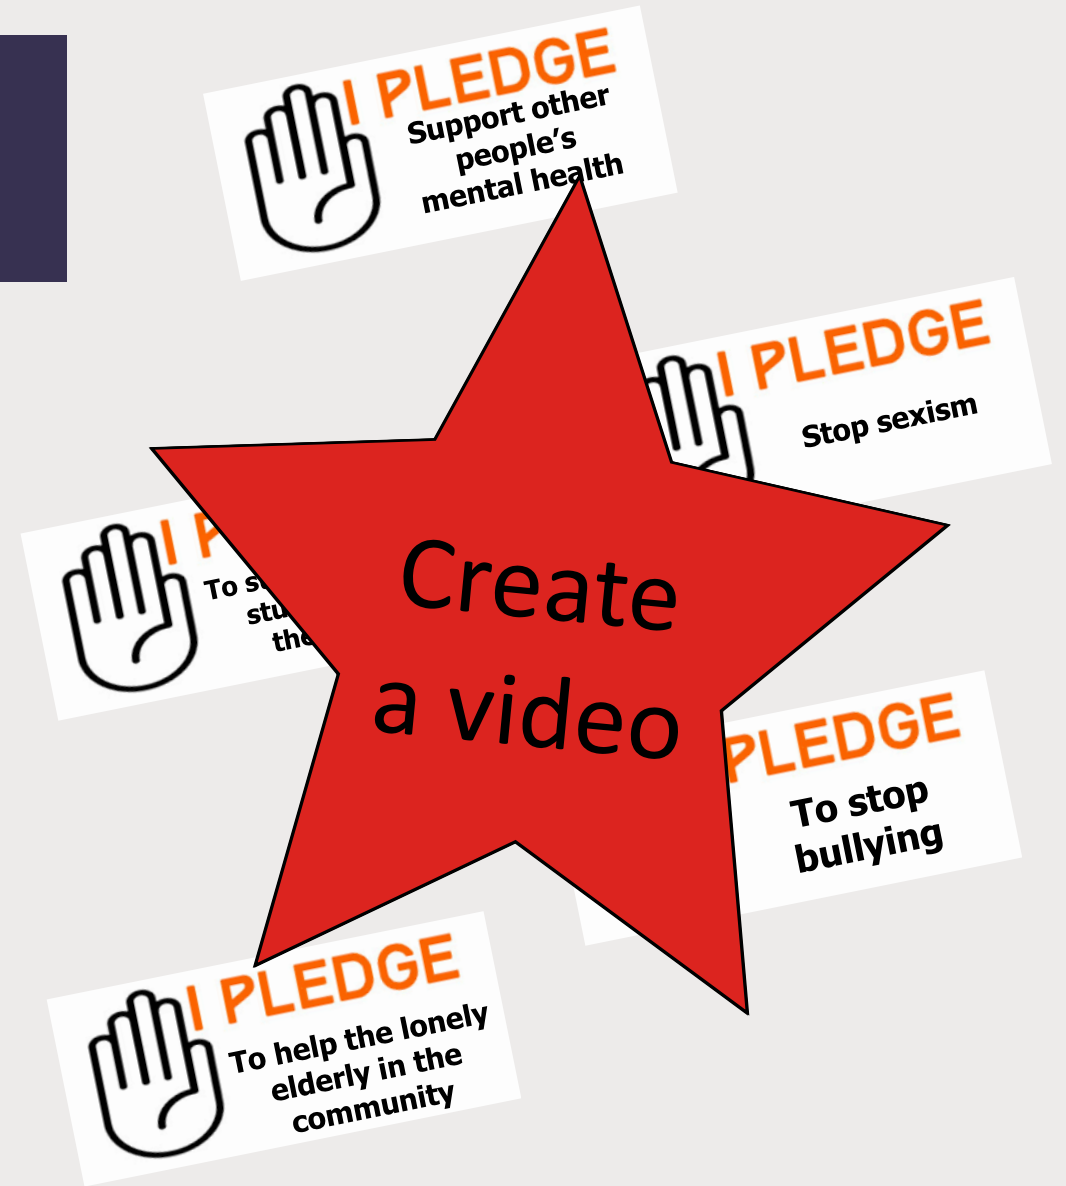 I PLEDGE
Support other
people's
mental health
I PLEDGE
Stop sexism
I
To
the
Create
a video
PLEDGE
To stop
bullying
I PLEDGE
To help the lonely
elderly in the
community